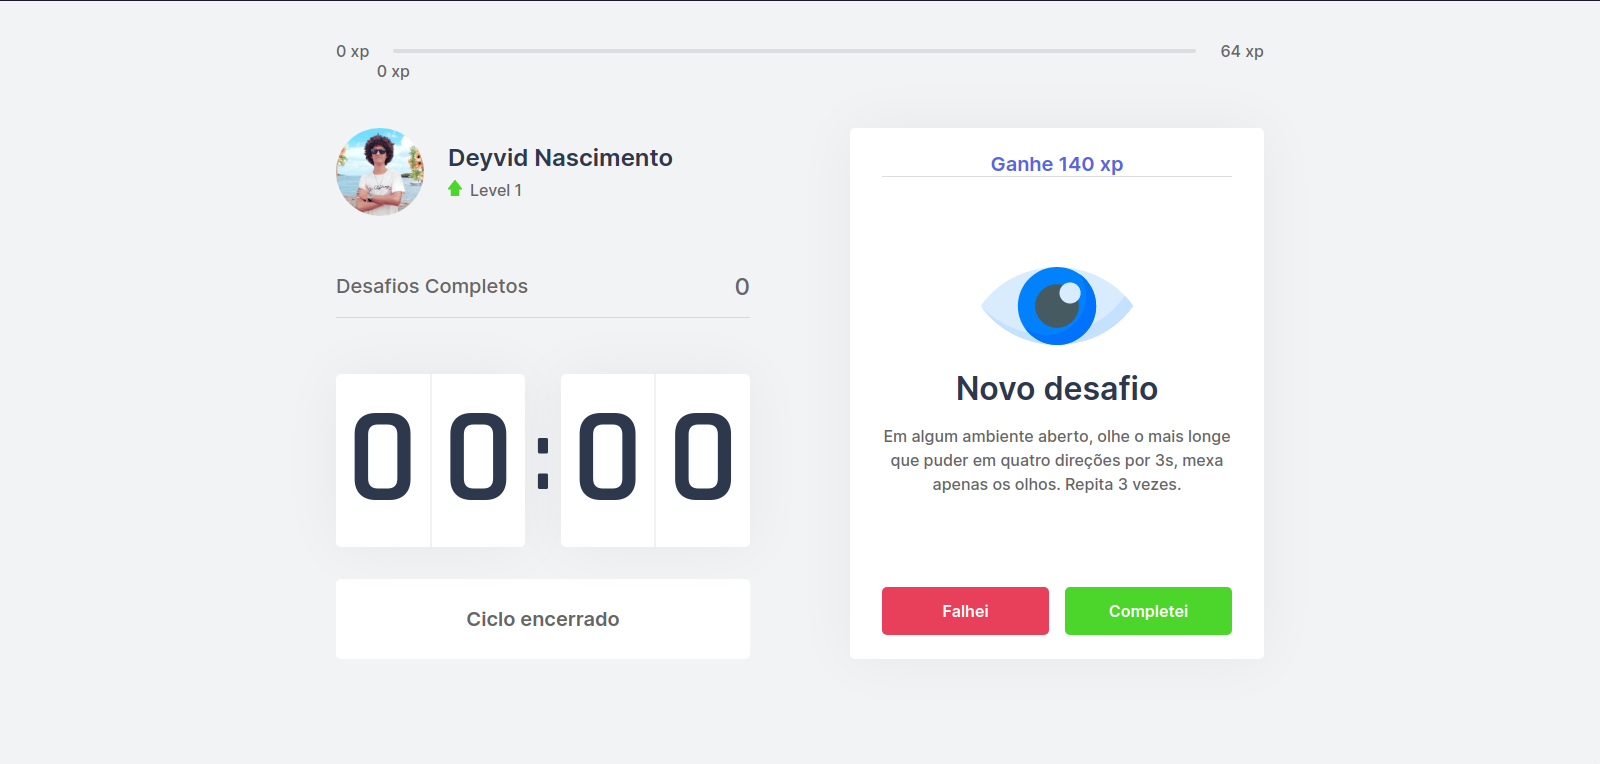 0 xp
64 xp
0 xp
Deyvid Nascimento
Level 1
Desafios Completos
0
00:00
Ciclo encerrado
Ganhe 140 xp
Novo desafio
Em algum ambiente aberto, olhe o mais longe
que puder em quatro direções por 3s, mexa
apenas os olhos. Repita 3 vezes.
Falhei
Completei